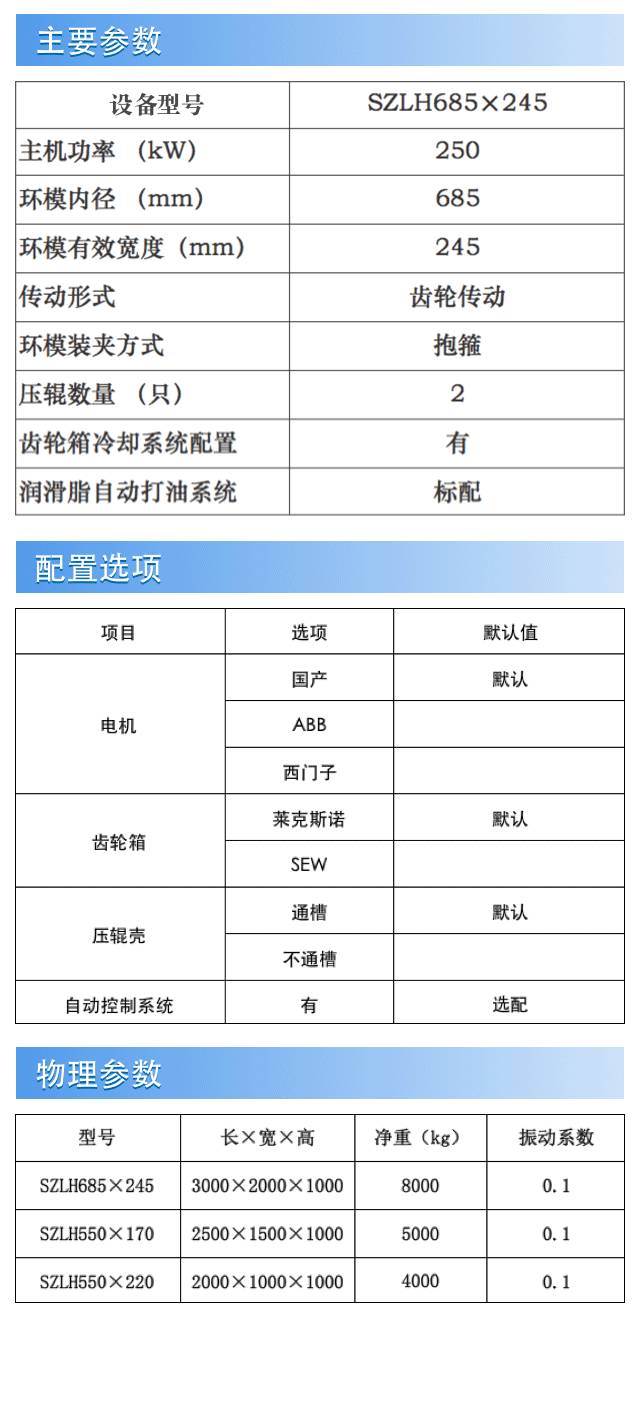 主要参数
设备型号 SZLH685×245
主机功率 （kW） 250
环模内径 （mm） 685
环模有效宽度（mm） 245
传动形式 齿轮传动
环模装夹方式 抱箍
压辊数量 （只） 2
齿轮箱冷却系统配置 有
润滑脂自动打油系统 标配
配置选项
项目 选项 默认值
电机 国产 默认
ABB
西门子
齿轮箱 莱克斯诺 默认
SEW
压辊壳 通槽 默认
不通槽
自动控制系统 有 选配
物理参数
型号 长×宽×高 净重（kg） 振动系数
SZLH685×245 3000×2000×1000 8000 0.1
SZLH550×170 2500×1500×1000 5000 0.1
SZLH550×220 2000×1000×1000 4000 0.1